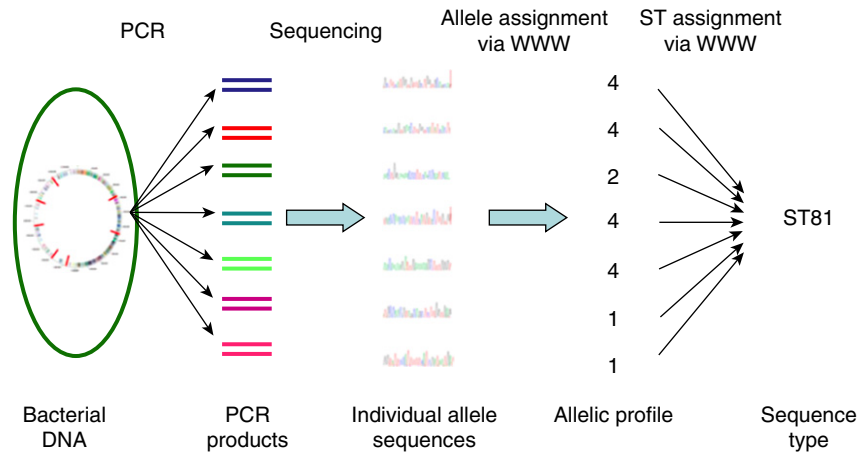 PCR
Sequencing
Allele assignment
via WWW
ST assignment
via WWW
4
4
2
4
4
1
1
ST81
Bacterial
DNA
PCR
products
Individual allele
sequences
Allelic profile
Sequence
type